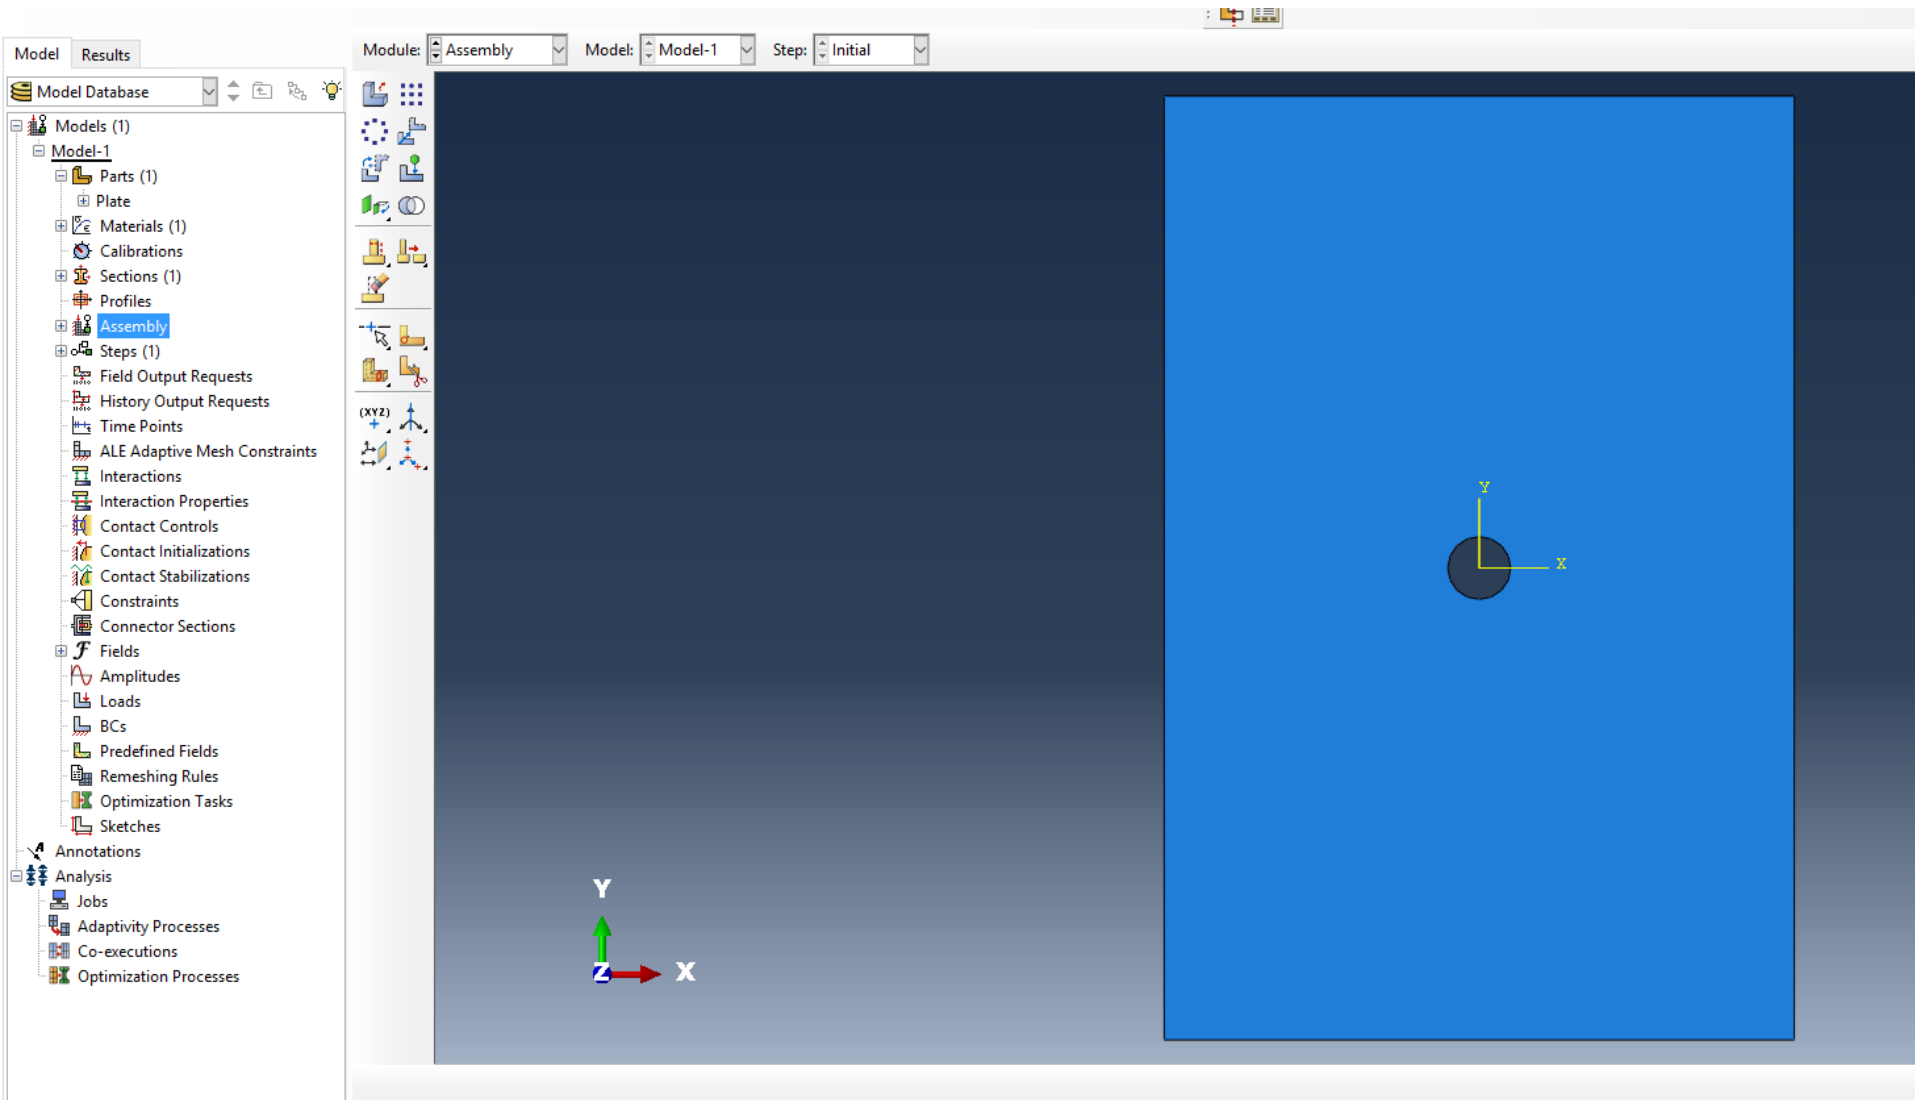 Model Results
Module: Assembly Model: Model-1 Step: Initial
Model Database
Models (1)
Model-1
Parts (1)
Plate
Materials (1)
Calibrations
Sections (1)
Profiles
Assembly
Steps (1)
Field Output Requests
History Output Requests
Time Points
ALE Adaptive Mesh Constraints
Interactions
Interaction Properties
Contact Controls
Contact Initializations
Contact Stabilizations
Constraints
Connector Sections
Fields
Amplitudes
Loads
BCs
Predefined Fields
Remeshing Rules
Optimization Tasks
Sketches
Annotations
Analysis
Jobs
Adaptivity Processes
Co-executions
Optimization Processes
(XYZ)
Y
X
Y
Z X